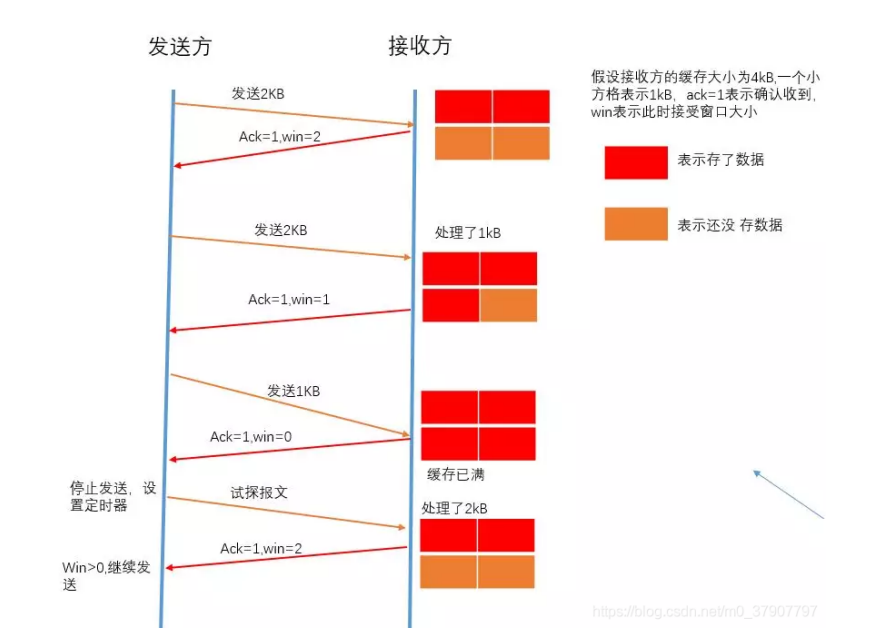 发送方
接收方
假设接收方的缓存大小为4kB,一个小
方格表示1kB，ack=1表示确认收到，
win表示此时接受窗口大小
发送2KB
Ack=1,win=2
表示存了数据
表示还没 存数据
发送2KB
处理了1kB
Ack=1,win=1
发送1KB
Ack=1,win=0
缓存已满
停止发送，设
置定时器
试探报文
处理了2kB
Ack=1,win=2
Win>0,继续发
送
https://blog.csdn.net/m0_37907797